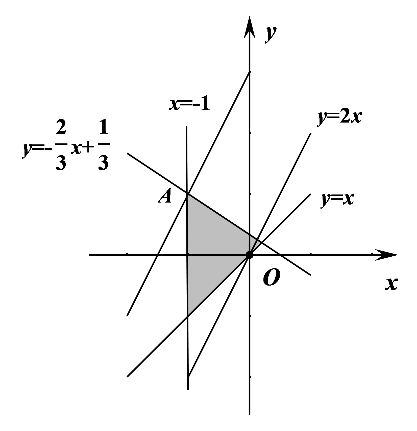 y
x=-1
y=2x
y=-2/3x+1/3
A
y=x
O
x